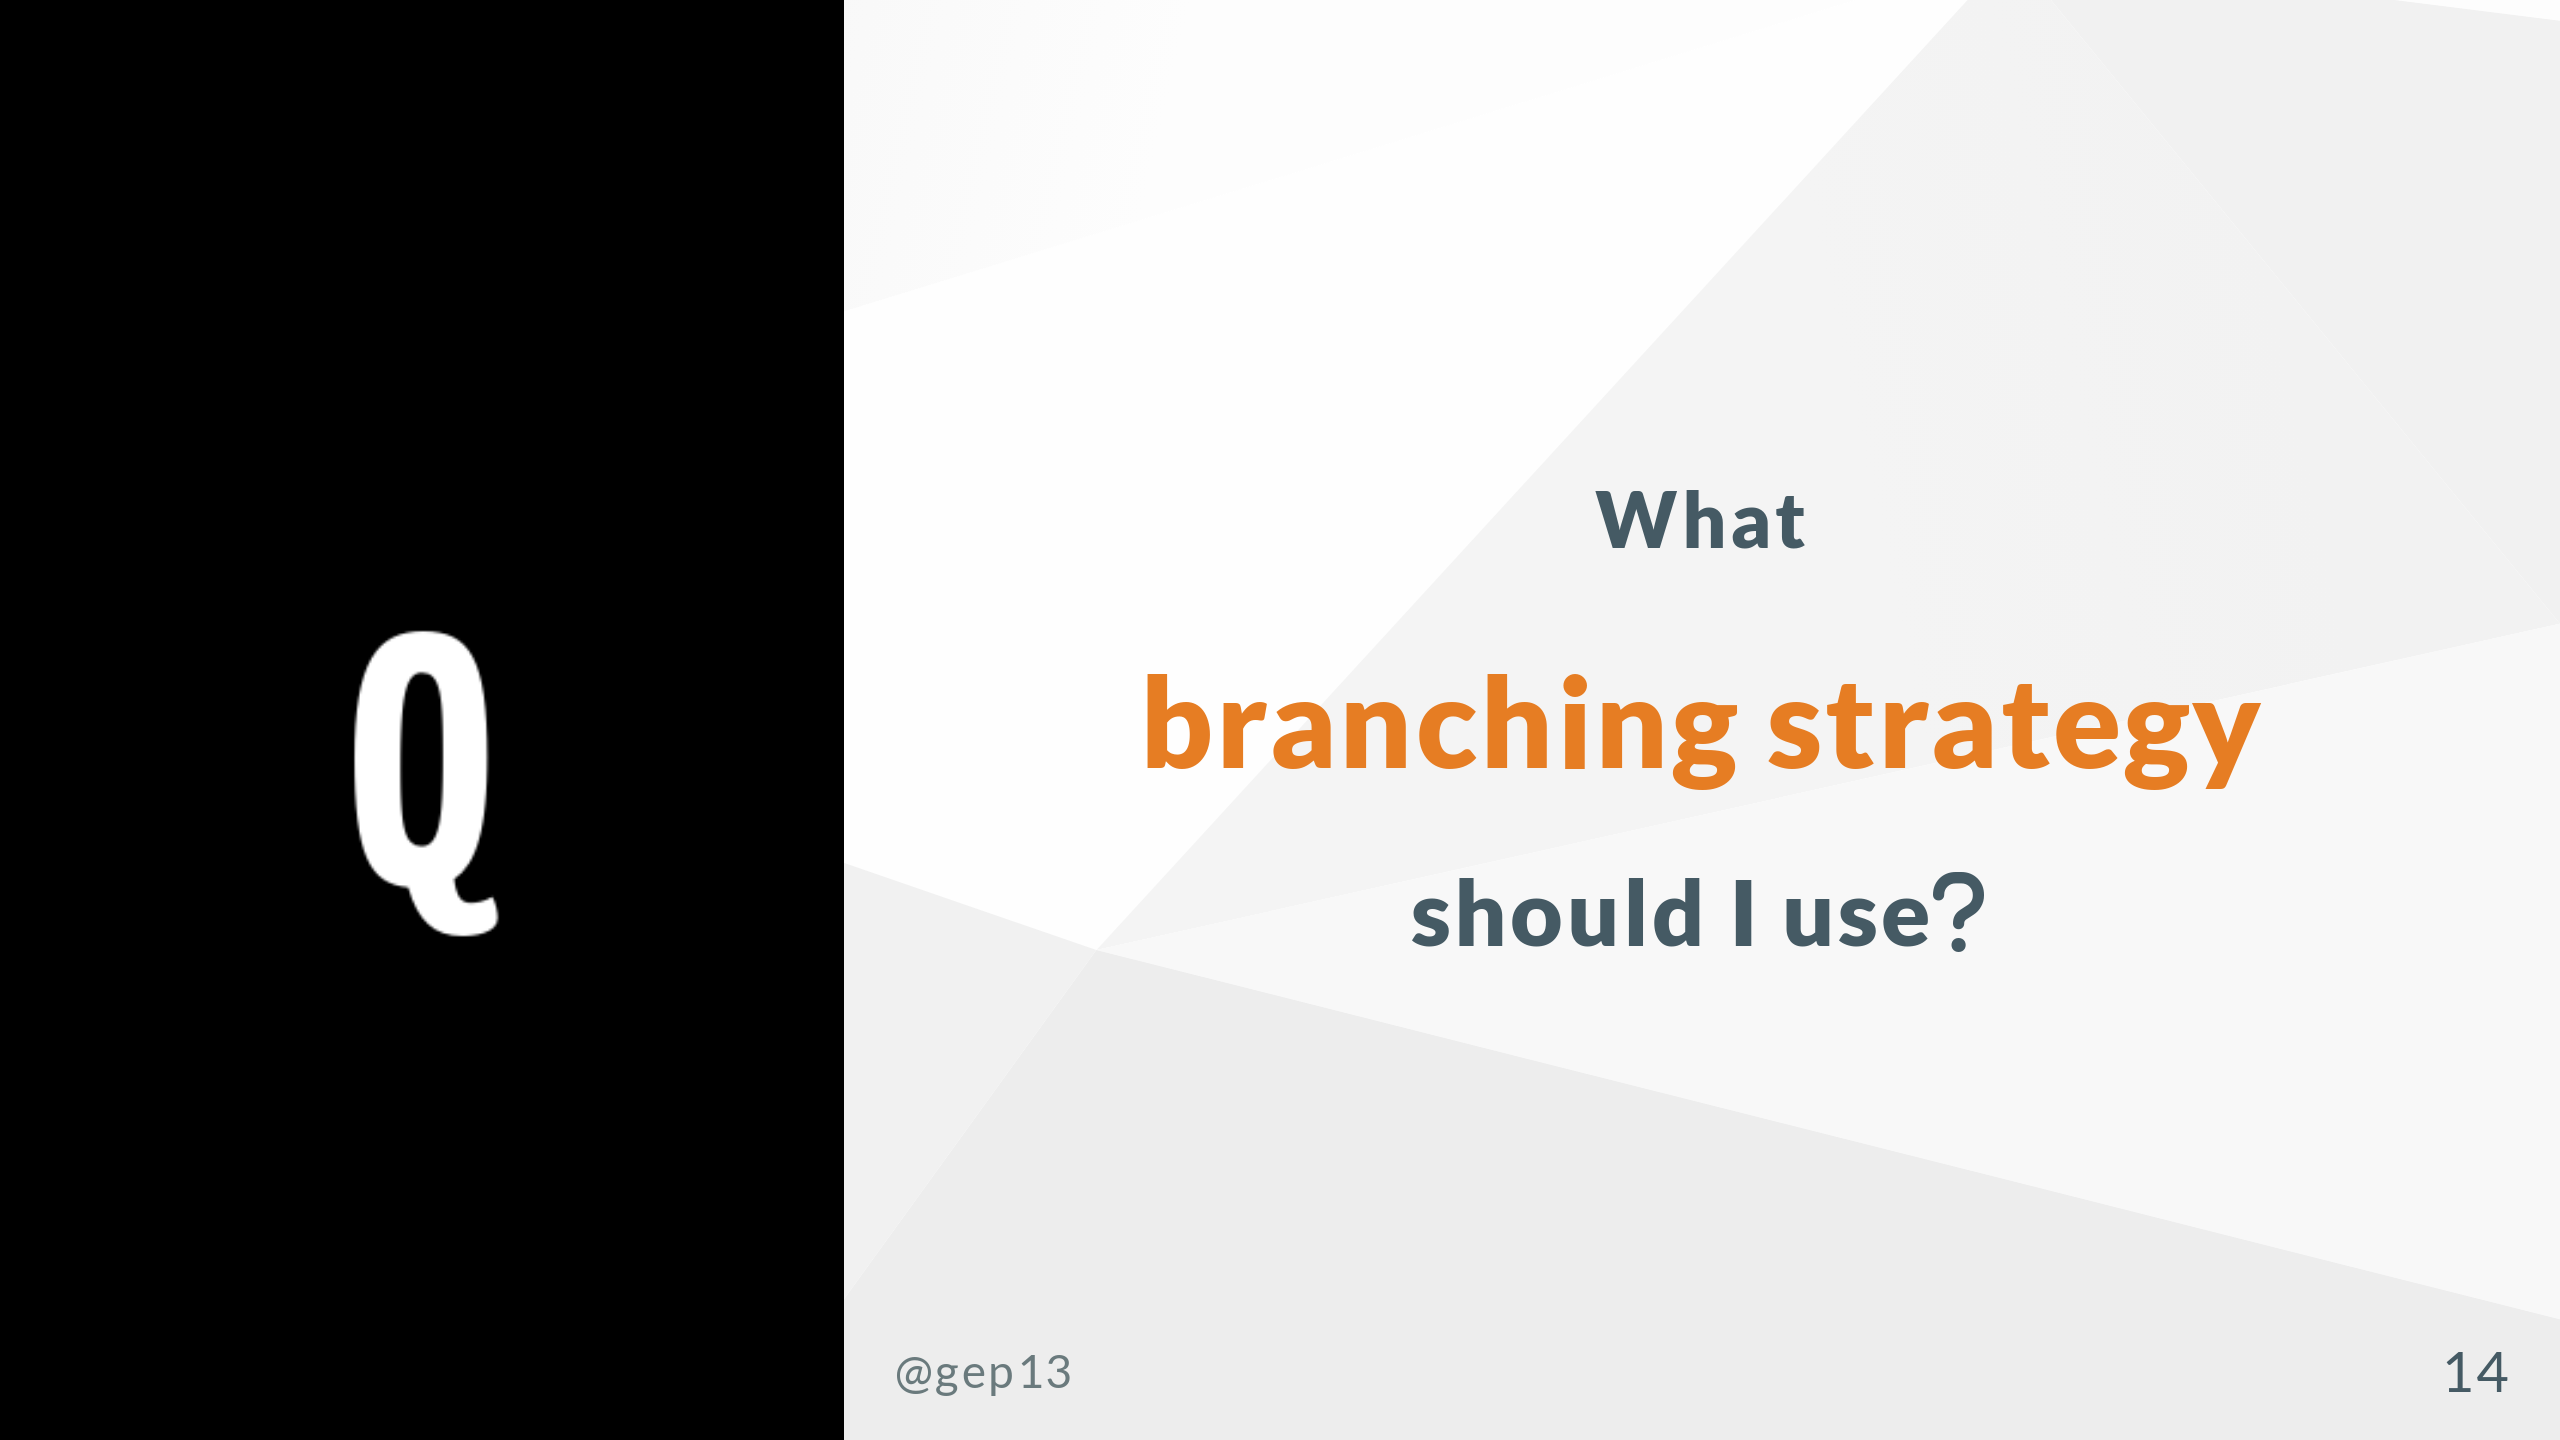 Q
What
branching strategy
should I use?
@gep13
14